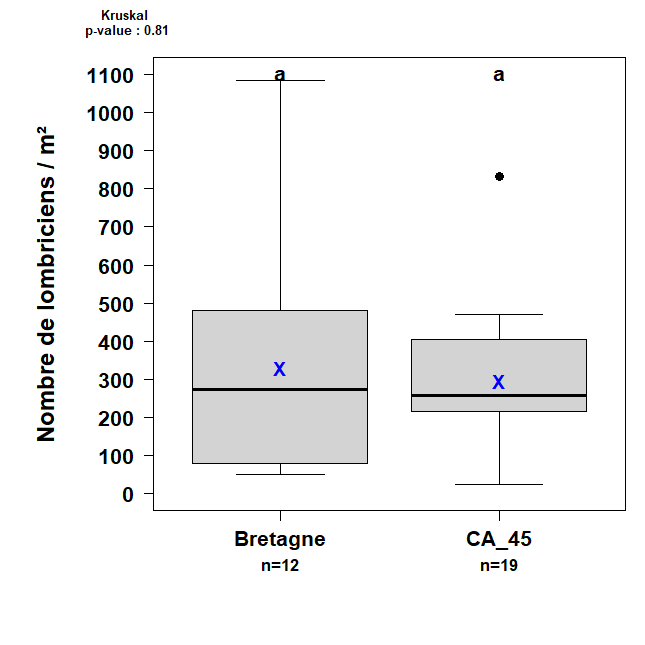 Kruskal
p-value : 0.81
Nombre de lombriciens / m²
1100
1000
900
800
700
600
500
400
300
200
100
0
a
a
X
X
Bretagne
CA_45
n=12
n=19